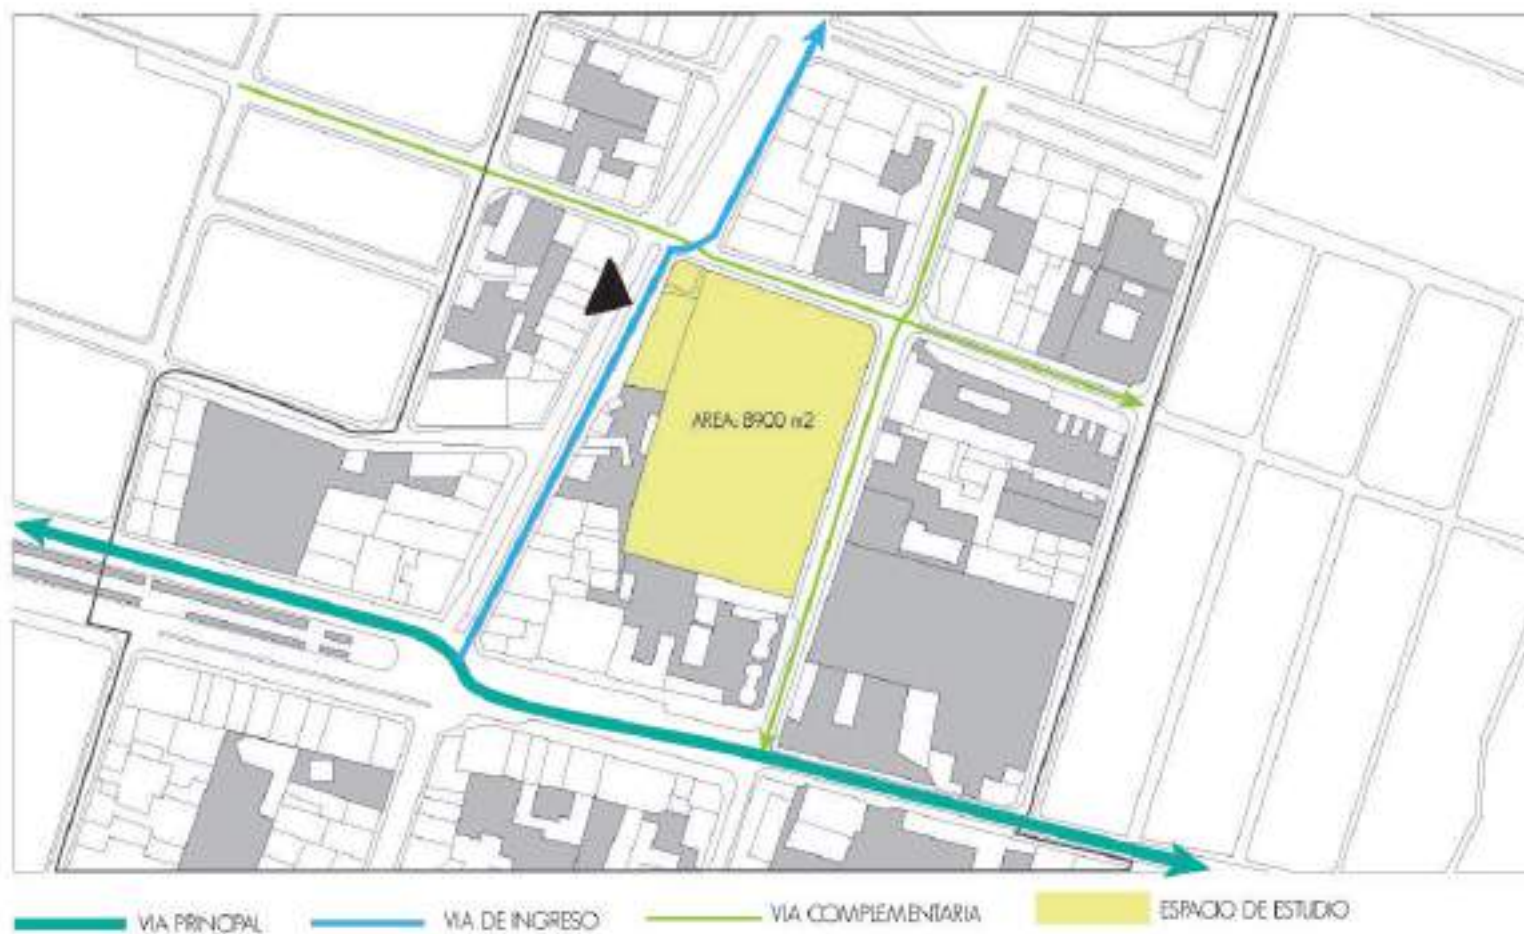 AREA: 8900 m2
VIA PRINCIPAL
VIA DE INGRESO
VIA COMPLEMENTARIA
ESPACIO DE ESTUDIO